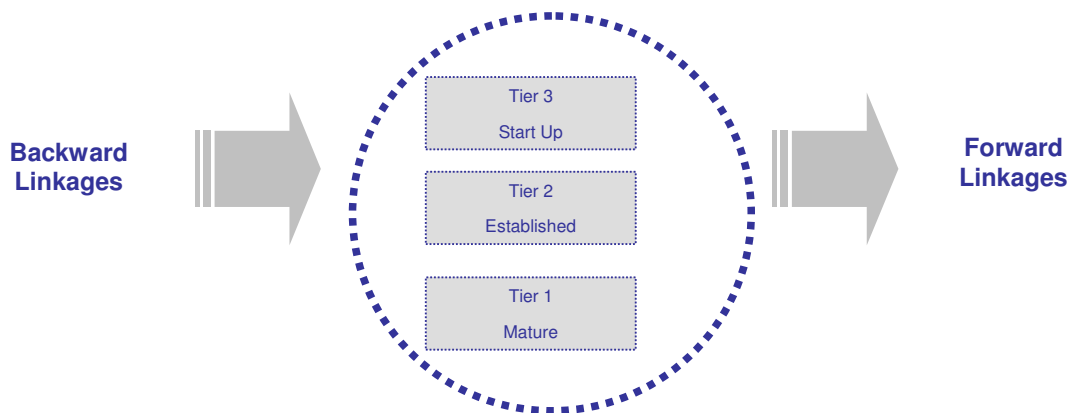 Backward
Linkages
Tier 3
Start Up
Tier 2
Established
Tier 1
Mature
Forward
Linkages